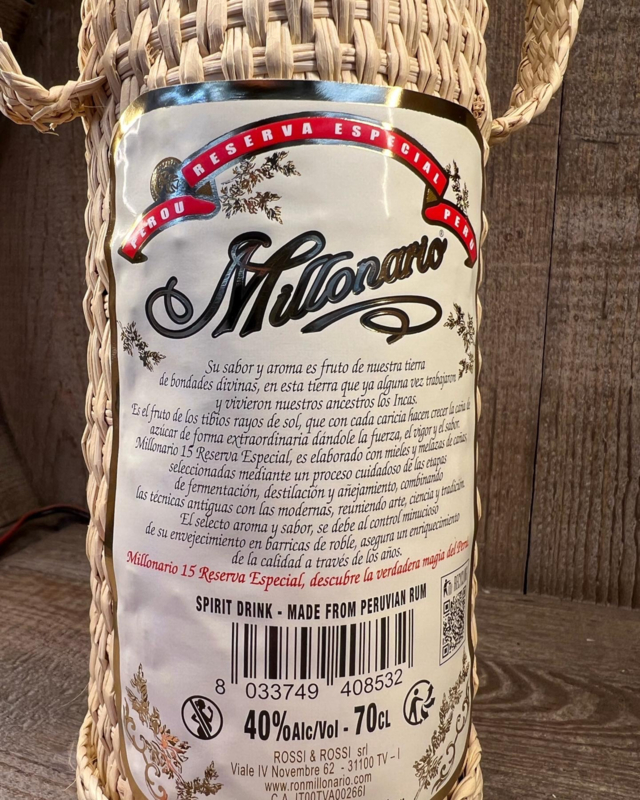 RESERVA ESPECIAL
PEROU
PERU
Millonario®
Su sabor y aroma es fruto de nuestra tierra
de bondades divinas, en esta tierra que ya alguna vez trabajaron
y vivieron nuestros ancestros los Incas.
Es el fruto de los tibios rayos de sol, que con cada caricia hacen crecer la caña de
azúcar de forma extraordinaria dándole la fuerza, el vigor y el sabor.
Millonario 15 Reserva Especial, es elaborado con mieles y melazas de cañas
seleccionadas mediante un proceso cuidadoso de las etapas
de fermentación, destilación y añejamiento, combinando
las técnicas antiguas con las modernas, reuniendo arte, ciencia y tradición.
El selecto aroma y sabor, se debe al control minucioso
de su envejecimiento en barricas de roble, asegura un enriquecimiento
de la calidad a través de los años.
Millonario 15 Reserva Especial, descubre la verdadera magia del Perú.
SPIRIT DRINK - MADE FROM PERUVIAN RUM
8 033749 408532
40%Alc/Vol - 70CL
ROSSI & ROSSI srl
Viale IV Novembre 62 - 31100 TV – I
www.ronmillonario.com
C.A. IT00TVA00266I